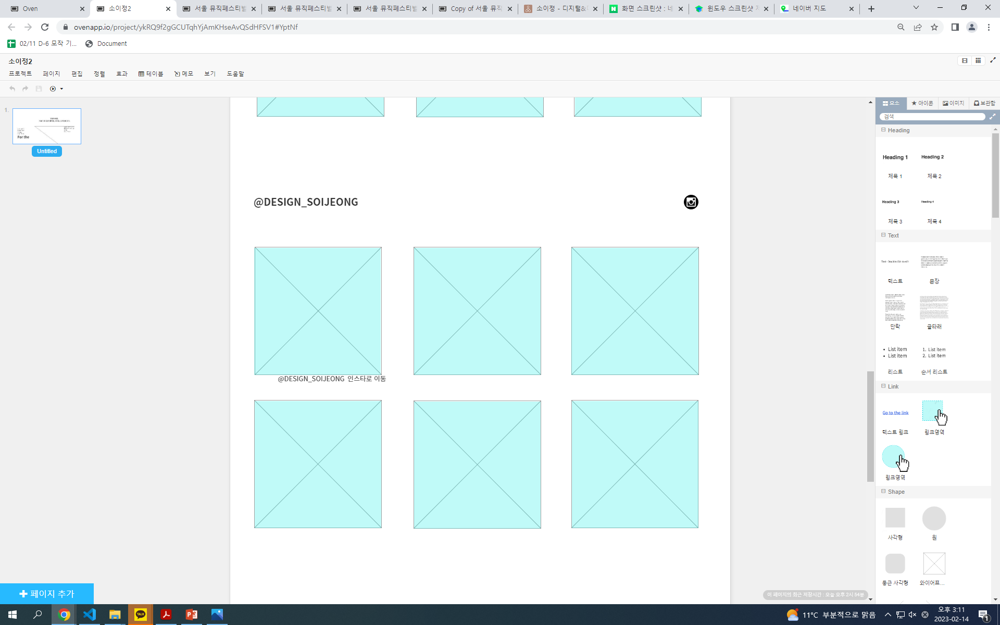 Oven
소이정2
서울 뮤직페스티벌
서울 뮤직페스티벌
서울 뮤직페스티벌
Copy of 서울 뮤직
소이정 - 디지털&
화면 스크린샷 : 네
윈도우 스크린샷
네이버 지도
ovenapp.io/project/ykRQ9f2gGCUTqhYjAmKHseAvQSdHFSV1#YptNf
02/11 D-6 모작 기...
Document
소이정2
프로젝트 페이지 편집 정렬 효과 테이블 메모 보기 도움말
1.
For the
Untitled
@DESIGN_SOIJEONG
@DESIGN_SOIJEONG 인스타로 이동
페이지 추가
이 페이지의 최근 저장시간 : 오늘 오후 2시 54분
요소 아이콘 이미지 보관함
검색
Heading
Heading 1 Heading 2
제목 1 제목 2
Heading 3 Heading 4
제목 3 제목 4
Text
Text - Double click to edit
텍스트 문장
단락 글타래
• List item
• List item
1. List item
2. List item
리스트 순서 리스트
Link
Go to the link
텍스트 링크 링크영역
링크영역
Shape
사각형 원
둥근 사각형 와이어프...
TALK
11°C 부분적으로 맑음
오후 3:11
2023-02-14
1